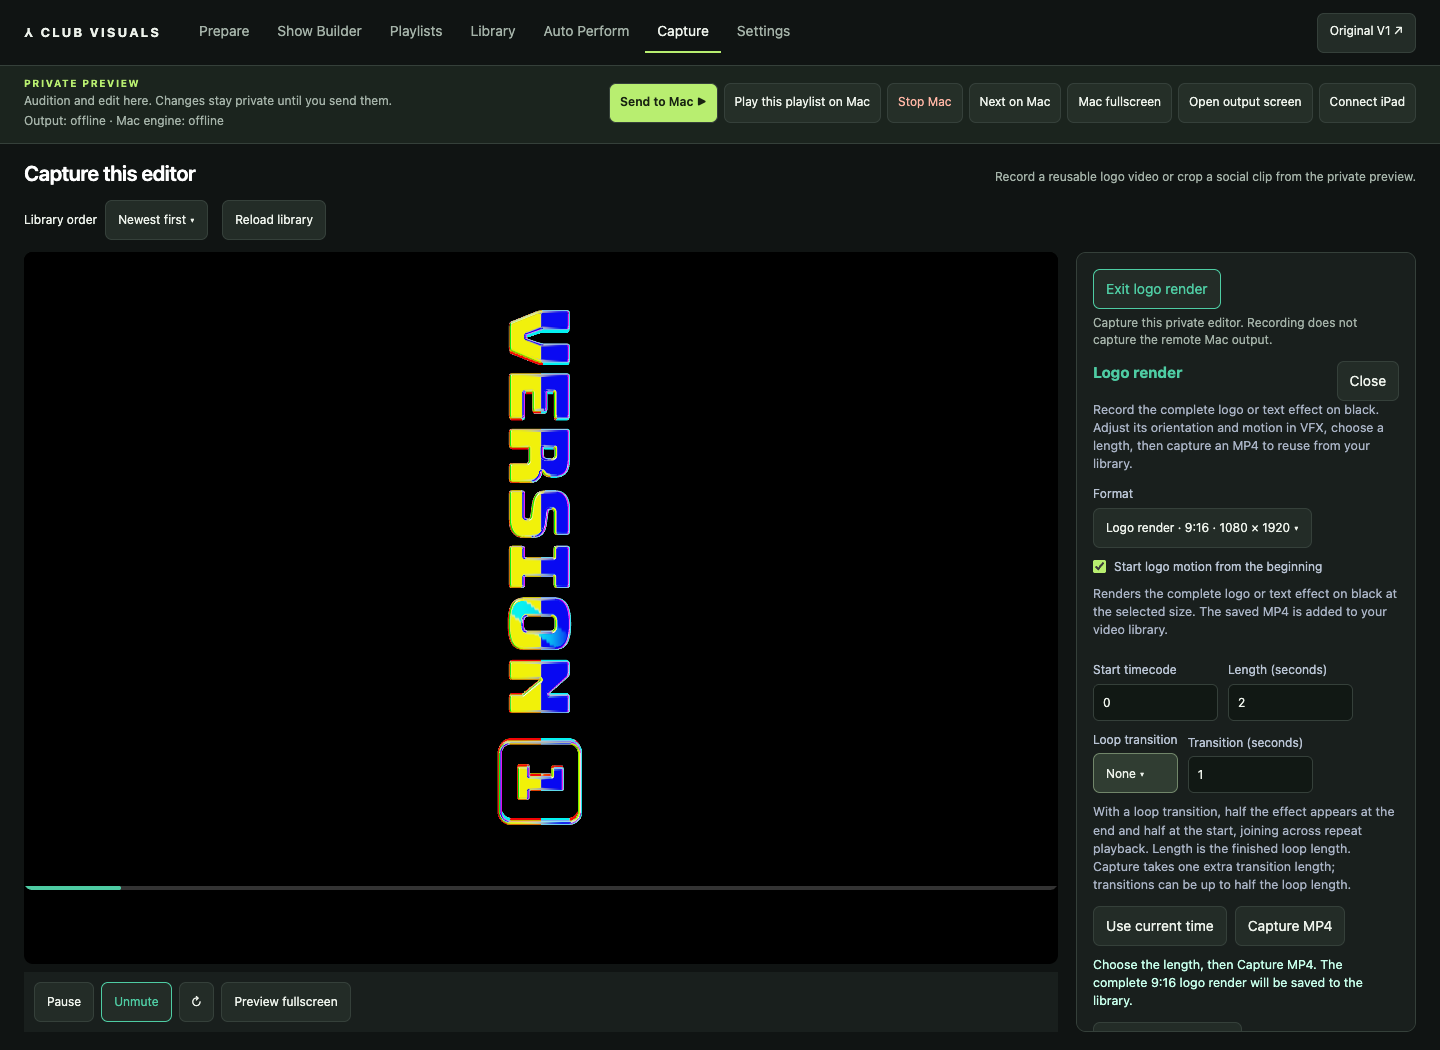 ⅄ CLUB VISUALS
Prepare
Show Builder
Playlists
Library
Auto Perform
Capture
Settings
Original V1 ↗
PRIVATE PREVIEW
Audition and edit here. Changes stay private until you send them.
Output: offline · Mac engine: offline
Send to Mac ▶
Play this playlist on Mac
Stop Mac
Next on Mac
Mac fullscreen
Open output screen
Connect iPad
Capture this editor
Record a reusable logo video or crop a social clip from the private preview.
Library order
Newest first ▾
Reload library
VERSION
I
Pause
Unmute
↻
Preview fullscreen
Exit logo render
Capture this private editor. Recording does not
capture the remote Mac output.
Logo render
Close
Record the complete logo or text effect on black.
Adjust its orientation and motion in VFX, choose a
length, then capture an MP4 to reuse from your
library.
Format
Logo render · 9:16 · 1080 × 1920 ▾
Start logo motion from the beginning
Renders the complete logo or text effect on black at
the selected size. The saved MP4 is added to your
video library.
Start timecode
Length (seconds)
0
2
Loop transition
Transition (seconds)
None ▾
1
With a loop transition, half the effect appears at the
end and half at the start, joining across repeat
playback. Length is the finished loop length.
Capture takes one extra transition length;
transitions can be up to half the loop length.
Use current time
Capture MP4
Choose the length, then Capture MP4. The
complete 9:16 logo render will be saved to the
library.